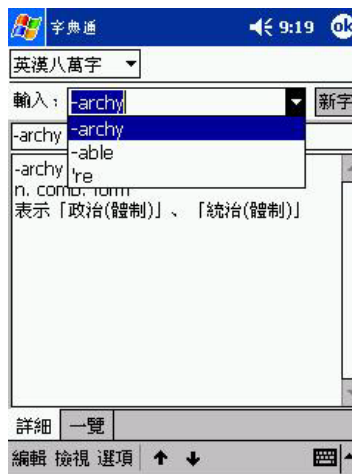 字典通 9:19 ok
英漢八萬字
輸入： -archy 新字
-archy
-archy
-able
're
-archy
n. comb. form
表示「政治(體制)」、「統治(體制)」
詳細 一覽
編輯 檢視 選項